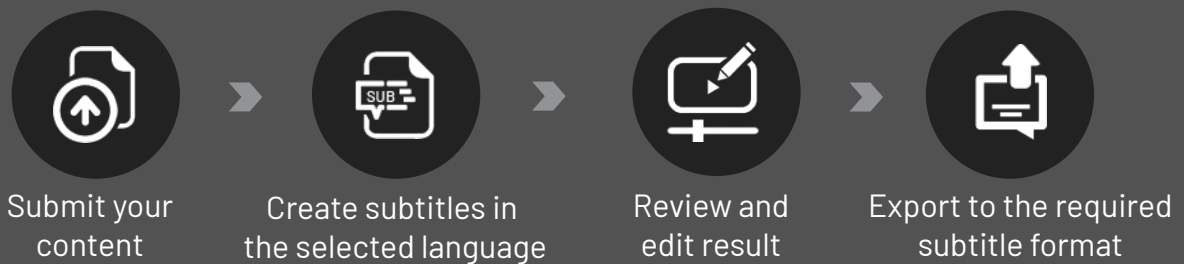 SUB
Submit your
content
Create subtitles in
the selected language
Review and
edit result
Export to the required
subtitle format